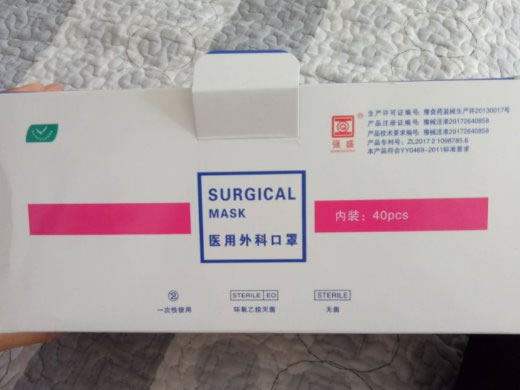 生产许可证编号: 豫食药监械生产许20130017号
产品注册证编号: 豫械注准20172640858
产品技术要求编号: 豫械注准20172640858
产品专利号: ZL2017 2 1098785.6
本产品符合YY0469-2011标准要求
强盛
SURGICAL
MASK
医用外科口罩
内装: 40pcs
STERILE EO
STERILE
一次性使用
环氧乙烷灭菌
无菌